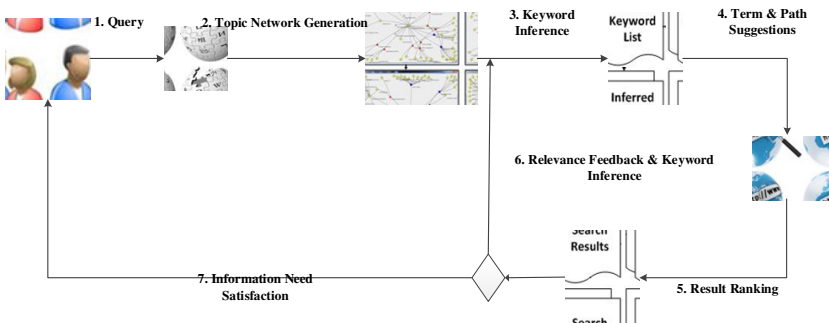 1. Query
2. Topic Network Generation
3. Keyword
Inference
Keyword
List
Inferred
4. Term & Path
Suggestions
6. Relevance Feedback & Keyword
Inference
Search
Results
Search
5. Result Ranking
7. Information Need
Satisfaction